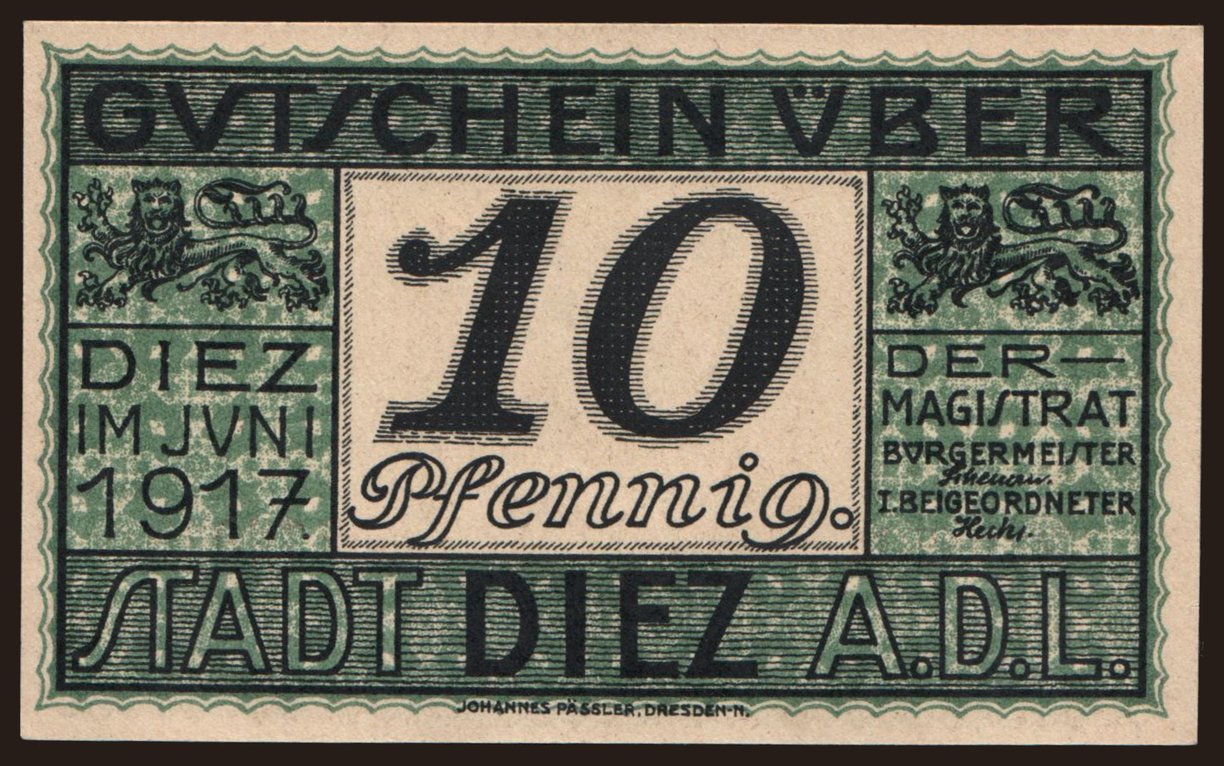 GVTSCHEIN ÜBER
10
Pfennig.
DIEZ
IM JVNI
1917.
DER—
MAGISTRAT
BÜRGERMEISTER
I.BEIGEORDNETER
STADT DIEZ A.D.L.
JOHANNES PÄSSLER, DRESDEN-N.